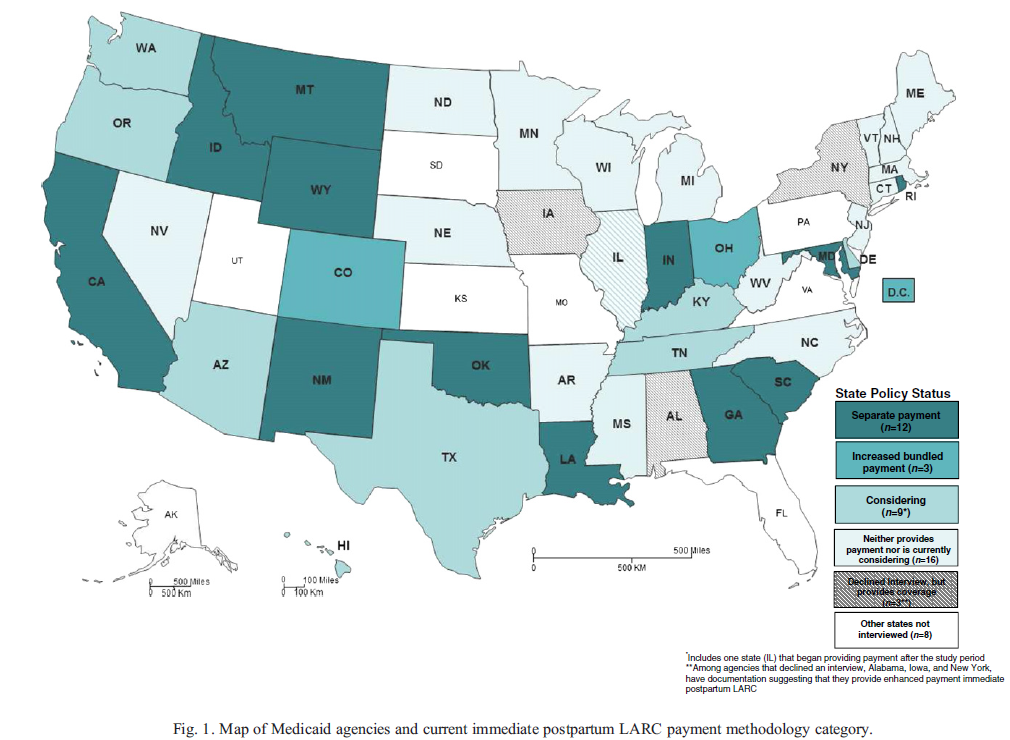 WA
MT
ND
ME
OR
MN
VT
NH
ID
SD
WI
NY
MA
WY
MI
CT
RI
IA
PA
NJ
NV
NE
OH
UT
CO
IL
IN
MD
DE
CA
WV
D.C.
KS
MO
KY
VA
AZ
NM
OK
TN
NC
AR
SC
MS
AL
GA
TX
LA
AK
FL
HI
0
500 Miles
0
500 KM
500 Miles
0
500 Km
0
100 Miles
0
100 Km
State Policy Status
Separate payment
(n=12)
Increased bundled
payment (n=3)
Considering
(n=9*)
Neither provides
payment nor is currently
considering (n=16)
Declined Interview, but
provides coverage
(n=3**)
Other states not
interviewed (n=8)
*Includes one state (IL) that began providing payment after the study period
**Among agencies that declined an interview, Alabama, Iowa, and New York,
have documentation suggesting that they provide enhanced payment immediate
postpartum LARC
Fig. 1. Map of Medicaid agencies and current immediate postpartum LARC payment methodology category.